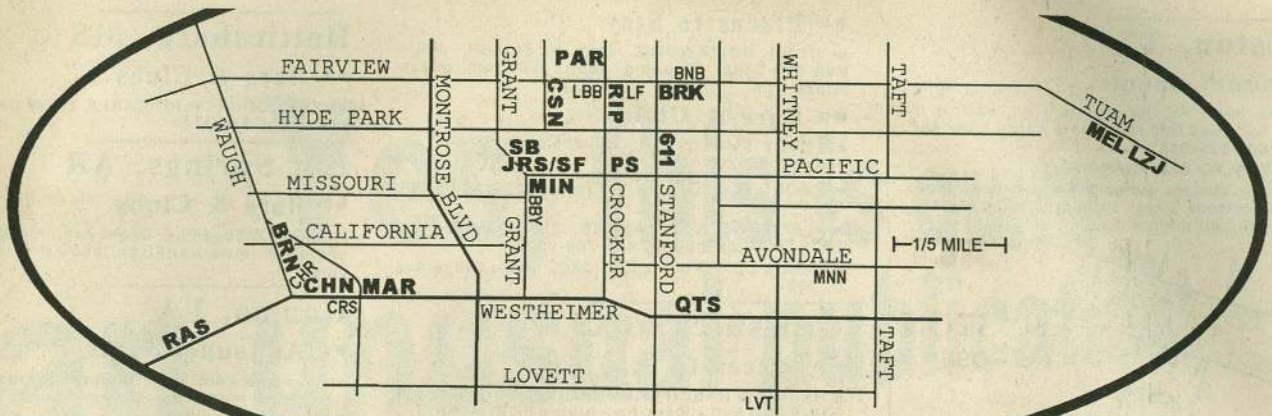 PAR
FAIRVIEW
GRANT
BNB
CSN
LBB
RIP
LF
BRK
MONTROSE BLVD
WHITNEY
TAFT
TUAM
MEL LZJ
HYDE PARK
WAUGH
SB
JRS/SF
PS
611
PACIFIC
MISSOURI
MIN
BBY
GRANT
CROCKER
STANFORD
CALIFORNIA
1/5 MILE
BRN
CHR
AVONDALE
MNN
CHN
MAR
CRS
WESTHEIMER
QTS
RAS
TAFT
LOVETT
LVT